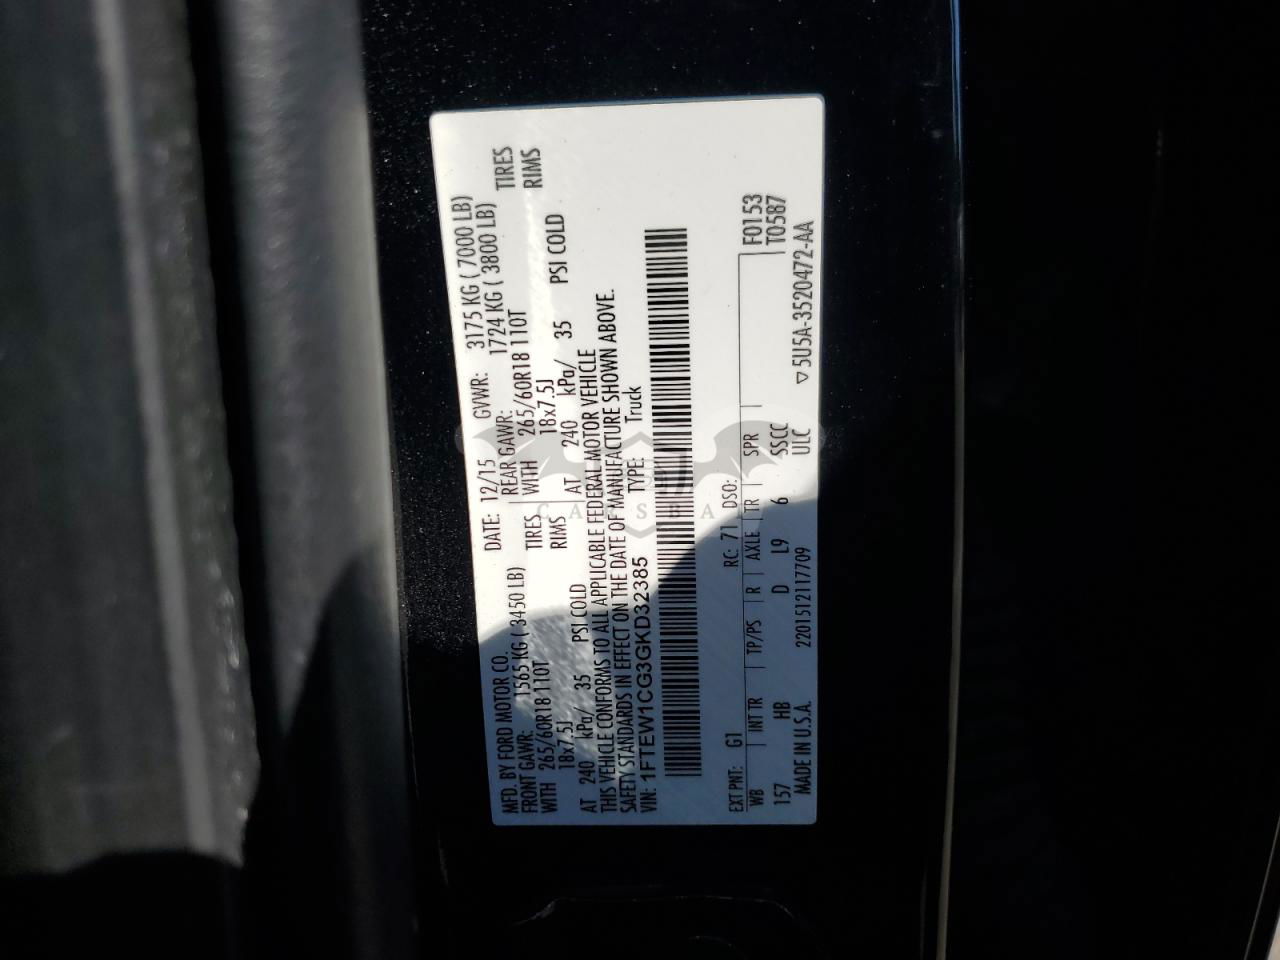 MFD. BY FORD MOTOR CO. DATE: 12/15 GVWR: 3175 KG ( 7000 LB)
FRONT GAWR: 1565 KG ( 3450 LB) REAR GAWR: 1724 KG ( 3800 LB)
WITH 265/60R18 110T TIRES WITH 265/60R18 110T TIRES
18x7.5J RIMS 18x7.5J RIMS
AT 240 kPa/ 35 PSI COLD AT 240 kPa/ 35 PSI COLD
THIS VEHICLE CONFORMS TO ALL APPLICABLE FEDERAL MOTOR VEHICLE
SAFETY STANDARDS IN EFFECT ON THE DATE OF MANUFACTURE SHOWN ABOVE.
VIN: 1FTEW1CG3GKD32385 TYPE: Truck
EXT PNT: G1 RC: 71 DSO: F0153
WB INT TR TP/PS R AXLE TR SPR T0587
157 HB D L9 6 SSCC
MADE IN U.S.A. 2201512117709 ULC ▽ 5U5A-3520472-AA
CARSBA